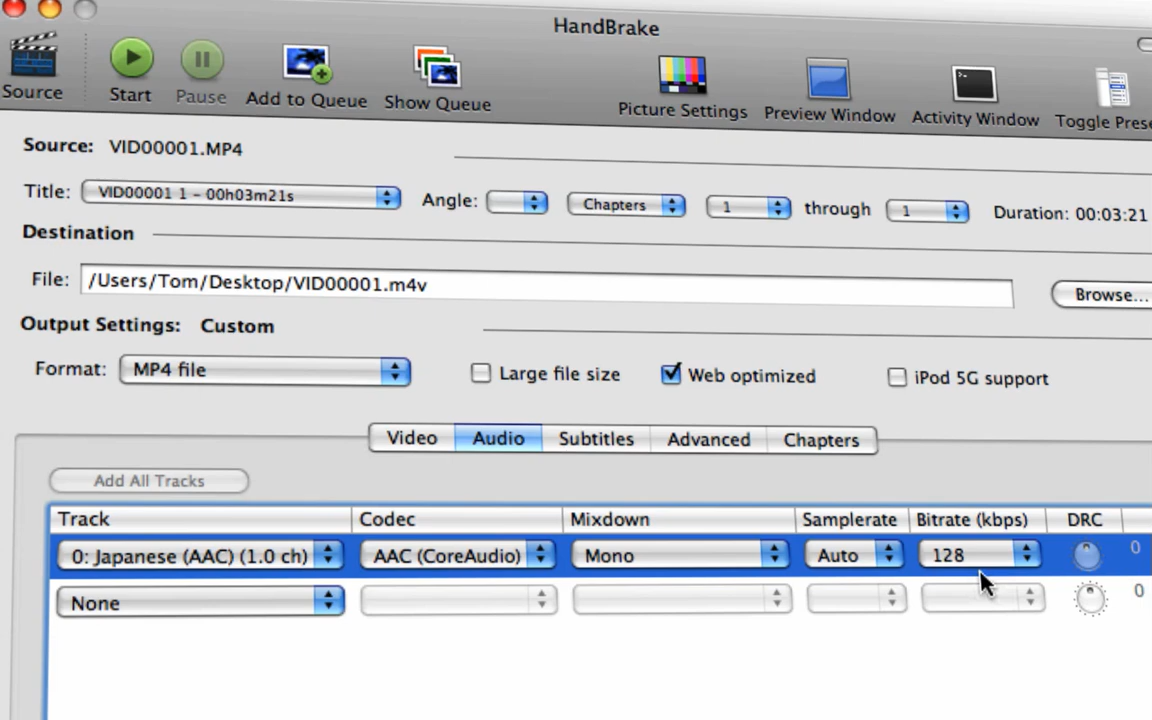 HandBrake
Source Start Pause Add to Queue Show Queue Picture Settings Preview Window Activity Window Toggle Prese
Source: VID00001.MP4
Title: VID00001 1 - 00h03m21s Angle: Chapters 1 through 1 Duration: 00:03:21
Destination
File: /Users/Tom/Desktop/VID00001.m4v Browse...
Output Settings: Custom
Format: MP4 file Large file size Web optimized iPod 5G support
Video Audio Subtitles Advanced Chapters
Add All Tracks
Track Codec Mixdown Samplerate Bitrate (kbps) DRC
0: Japanese (AAC) (1.0 ch) AAC (CoreAudio) Mono Auto 128 0
None 0